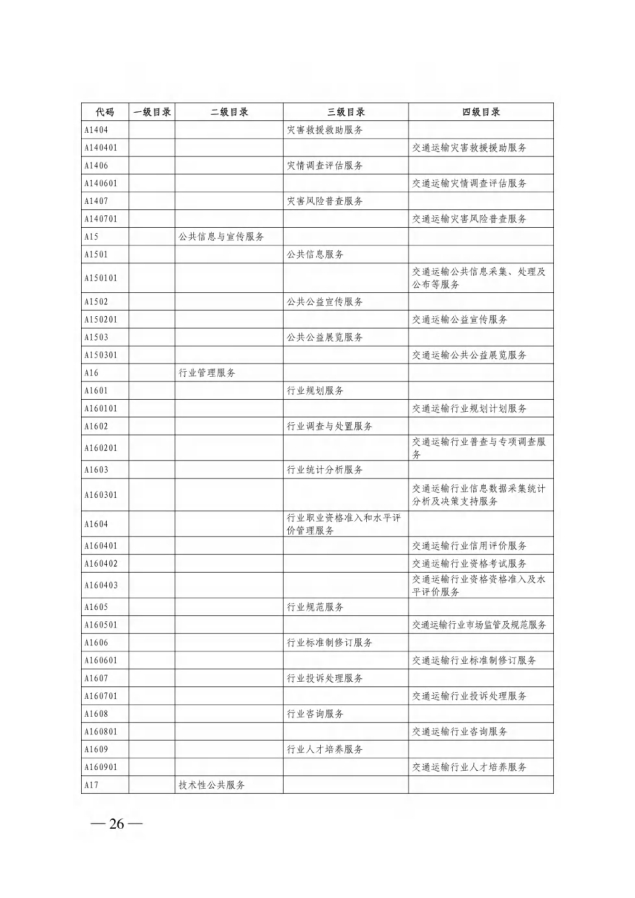 代码 一级目录 二级目录 三级目录 四级目录
A1404 灾害救援救助服务
A140401 交通运输灾害救援援助服务
A1406 灾情调查评估服务
A140601 交通运输灾情调查评估服务
A1407 灾害风险普查服务
A140701 交通运输灾害风险普查服务
A15 公共信息与宣传服务
A1501 公共信息服务
A150101 交通运输公共信息采集、处理及
公布等服务
A1502 公共公益宣传服务
A150201 交通运输公益宣传服务
A1503 公共公益展览服务
A150301 交通运输公共公益展览服务
A16 行业管理服务
A1601 行业规划服务
A160101 交通运输行业规划计划服务
A1602 行业调查与处置服务
A160201 交通运输行业普查与专项调查服
务
A1603 行业统计分析服务
A160301 交通运输行业信息数据采集统计
分析及决策支持服务
A1604 行业职业资格准入和水平评
价管理服务
A160401 交通运输行业信用评价服务
A160402 交通运输行业资格考试服务
A160403 交通运输行业资格资格准入及水
平评价服务
A1605 行业规范服务
A160501 交通运输行业市场监管及规范服务
A1606 行业标准制修订服务
A160601 交通运输行业标准制修订服务
A1607 行业投诉处理服务
A160701 交通运输行业投诉处理服务
A1608 行业咨询服务
A160801 交通运输行业咨询服务
A1609 行业人才培养服务
A160901 交通运输行业人才培养服务
A17 技术性公共服务
— 26 —